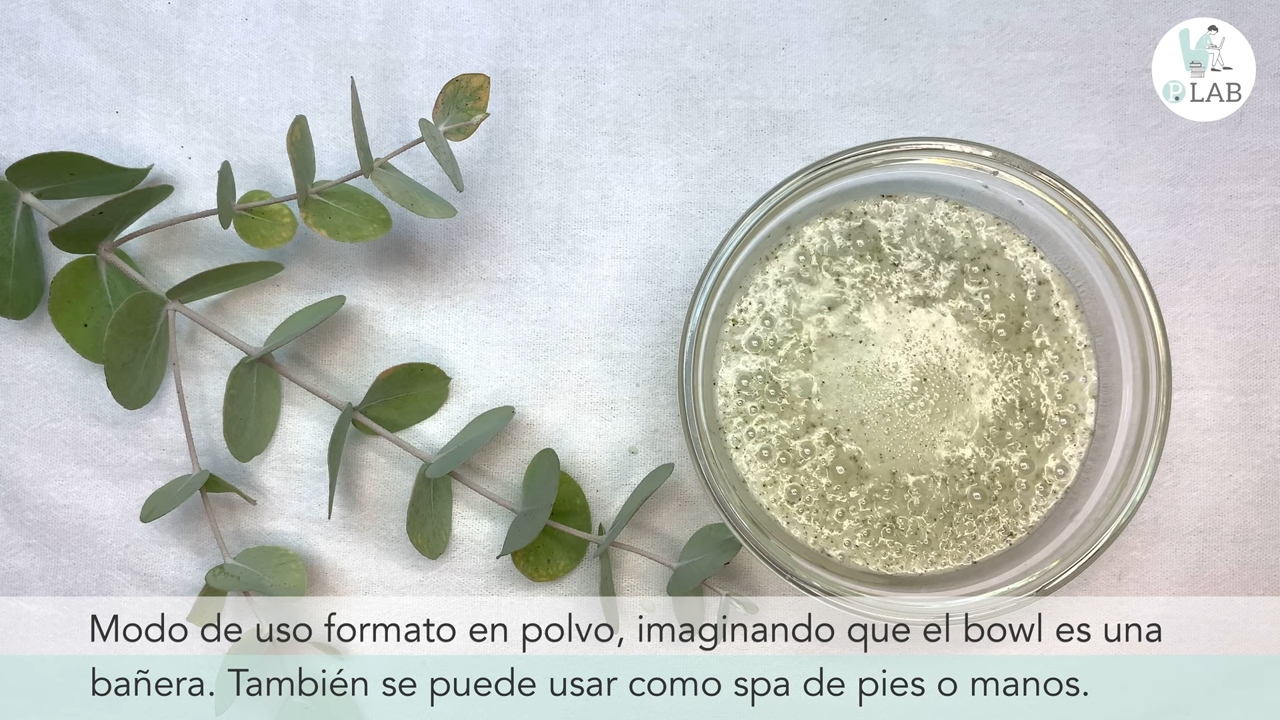 P. LAB
Modo de uso formato en polvo, imaginando que el bowl es una
bañera. También se puede usar como spa de pies o manos.